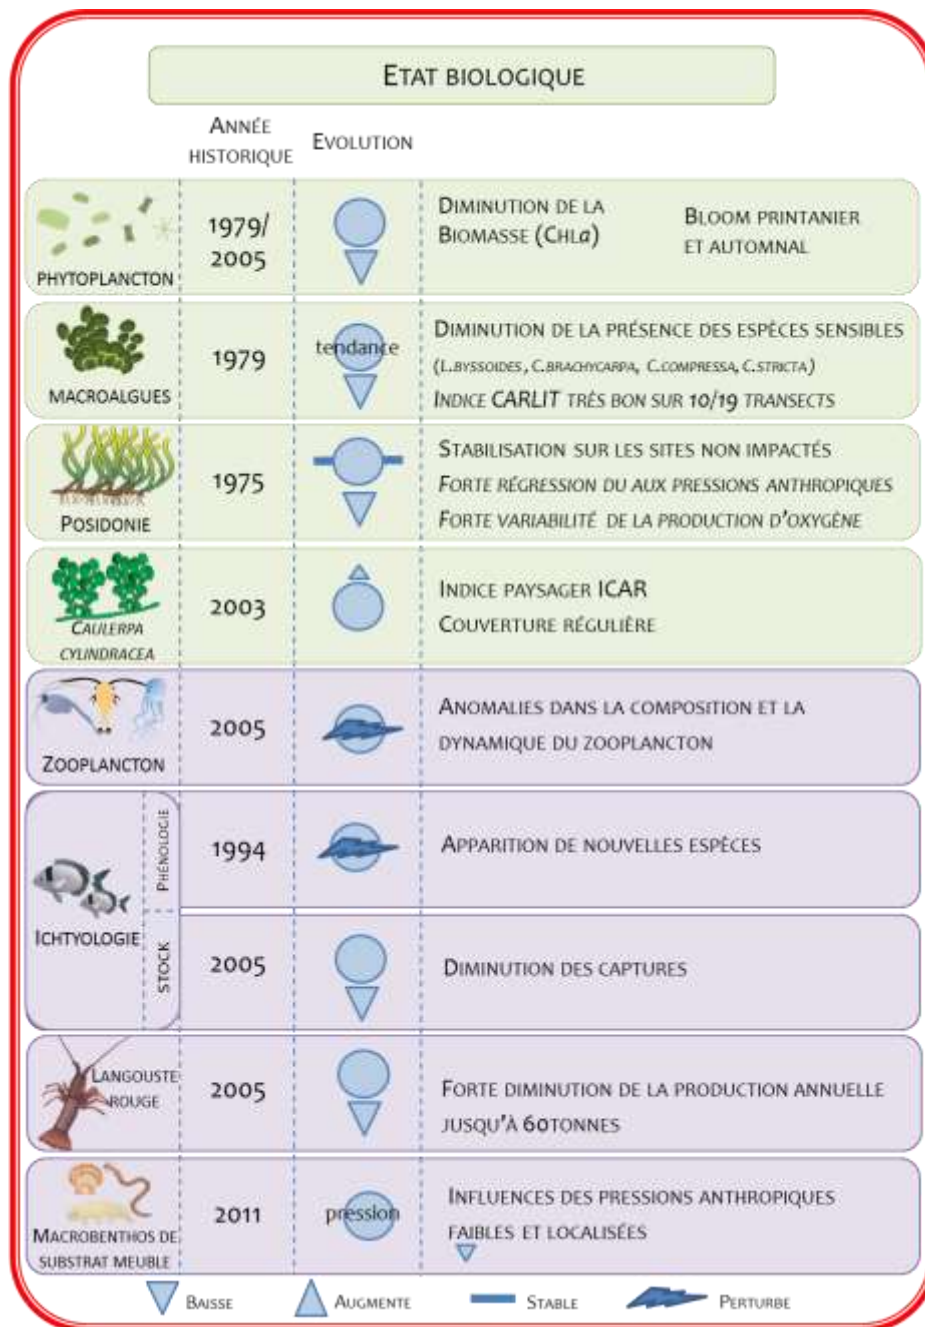 ETAT BIOLOGIQUE
ANNÉE
HISTORIQUE
EVOLUTION
PHYTOPLANCTON
1979/
2005
DIMINUTION DE LA
BIOMASSE (CHLa)
BLOOM PRINTANIER
ET AUTOMNAL
MACROALGUES
1979
tendance
DIMINUTION DE LA PRÉSENCE DES ESPÈCES SENSIBLES
(L.BYSSOIDES, C.BRACHYCARPA, C.COMPRESSA, C.STRICTA)
INDICE CARLIT TRÈS BON SUR 10/19 TRANSECTS
POSIDONIE
1975
STABILISATION SUR LES SITES NON IMPACTÉS
FORTE RÉGRESSION DU AUX PRESSIONS ANTHROPIQUES
FORTE VARIABILITÉ DE LA PRODUCTION D'OXYGÈNE
CAULERPA
CYLINDRACEA
2003
INDICE PAYSAGER ICAR
COUVERTURE RÉGULIÈRE
ZOOPLANCTON
2005
ANOMALIES DANS LA COMPOSITION ET LA
DYNAMIQUE DU ZOOPLANCTON
ICHTYOLOGIE
PHÉNOLOGIE
1994
APPARITION DE NOUVELLES ESPÈCES
STOCK
2005
DIMINUTION DES CAPTURES
LANGOUSTE
ROUGE
2005
FORTE DIMINUTION DE LA PRODUCTION ANNUELLE
JUSQU'À 60TONNES
MACROBENTHOS DE
SUBSTRAT MEUBLE
2011
pression
INFLUENCES DES PRESSIONS ANTHROPIQUES
FAIBLES ET LOCALISÉES
BAISSE
AUGMENTE
STABLE
PERTURBE